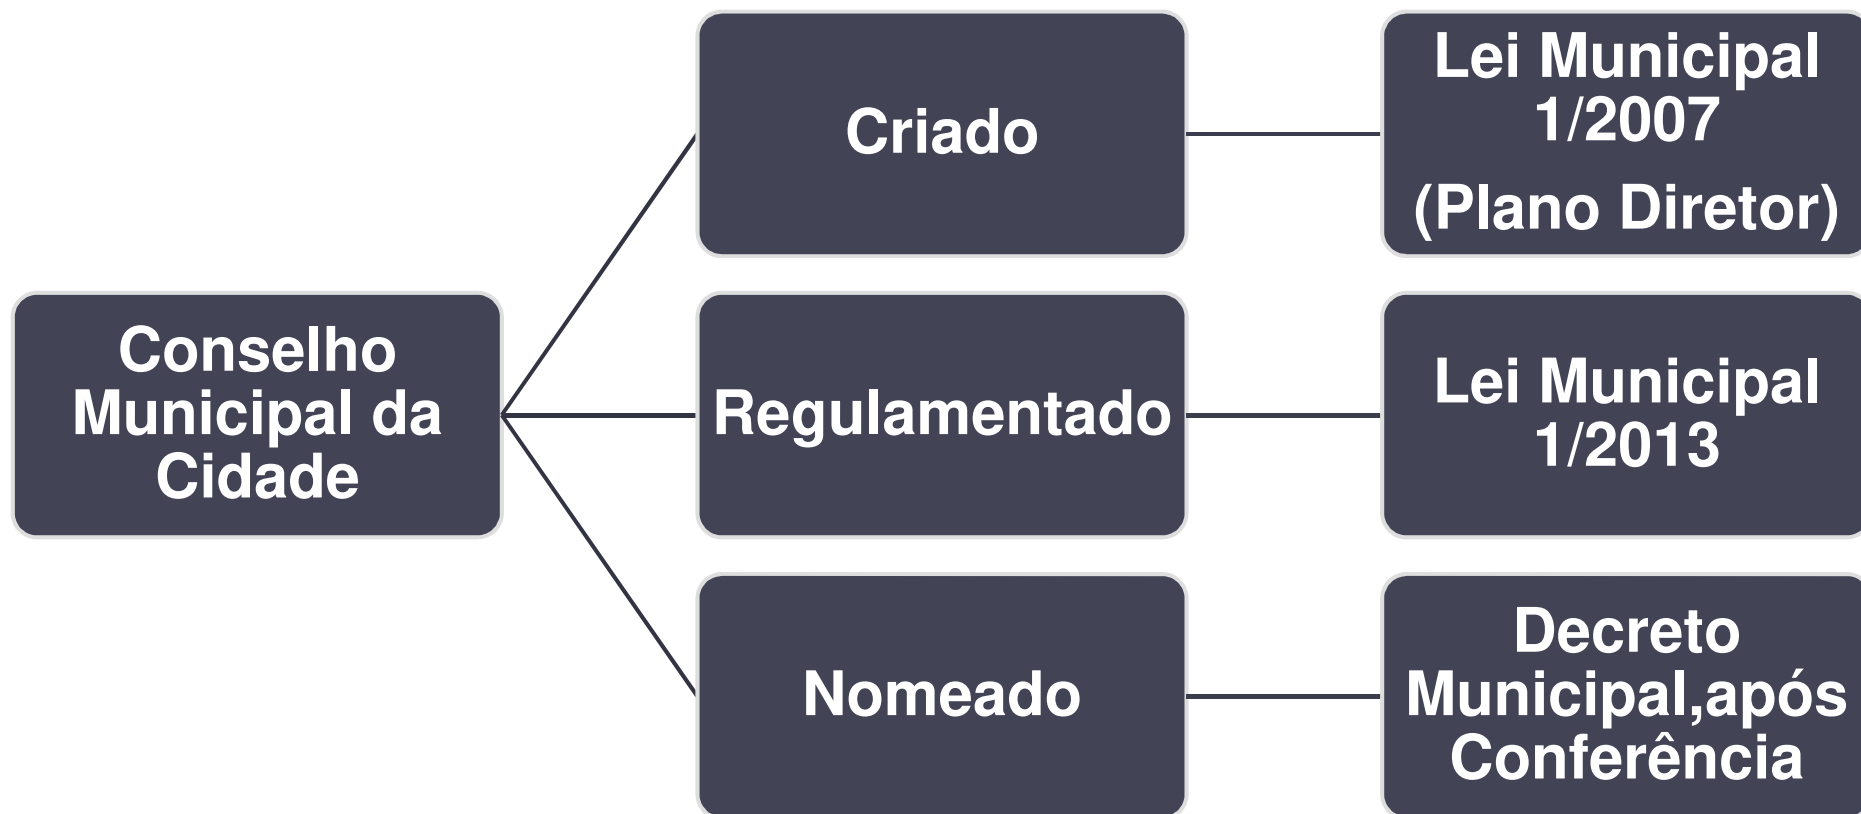 Conselho
Municipal da
Cidade
Criado
Lei Municipal
1/2007
(Plano Diretor)
Regulamentado
Lei Municipal
1/2013
Nomeado
Decreto
Municipal,após
Conferência